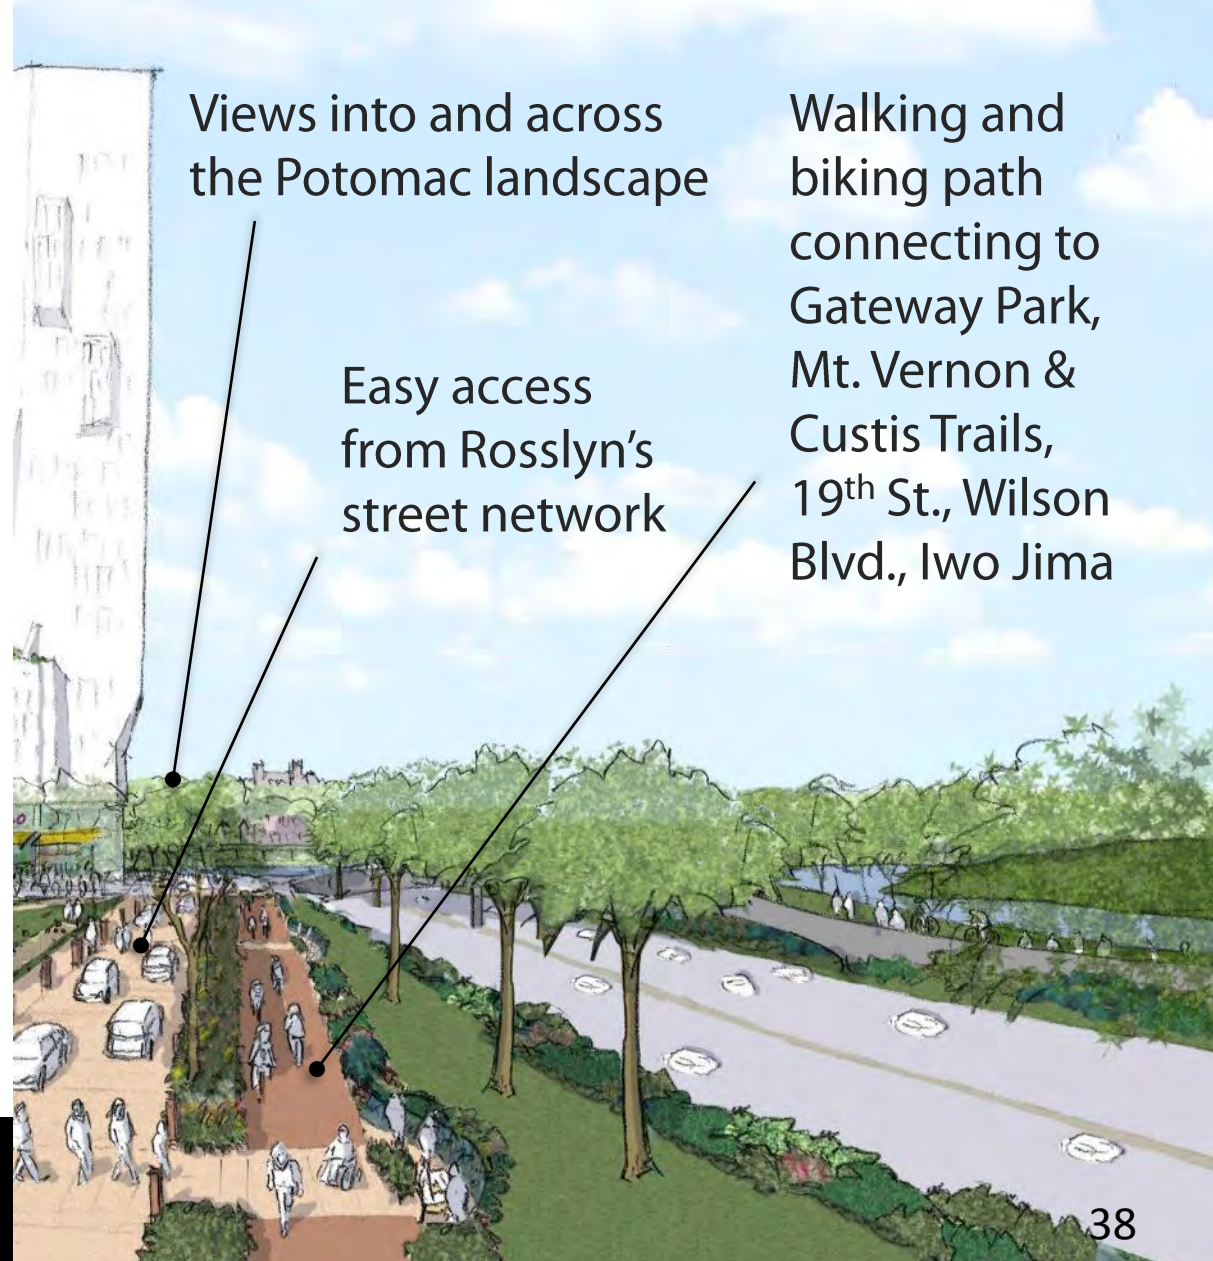 Views into and across
the Potomac landscape
Easy access
from Rosslyn’s
street network
Walking and
biking path
connecting to
Gateway Park,
Mt. Vernon &
Custis Trails,
19th St., Wilson
Blvd., Iwo Jima
38